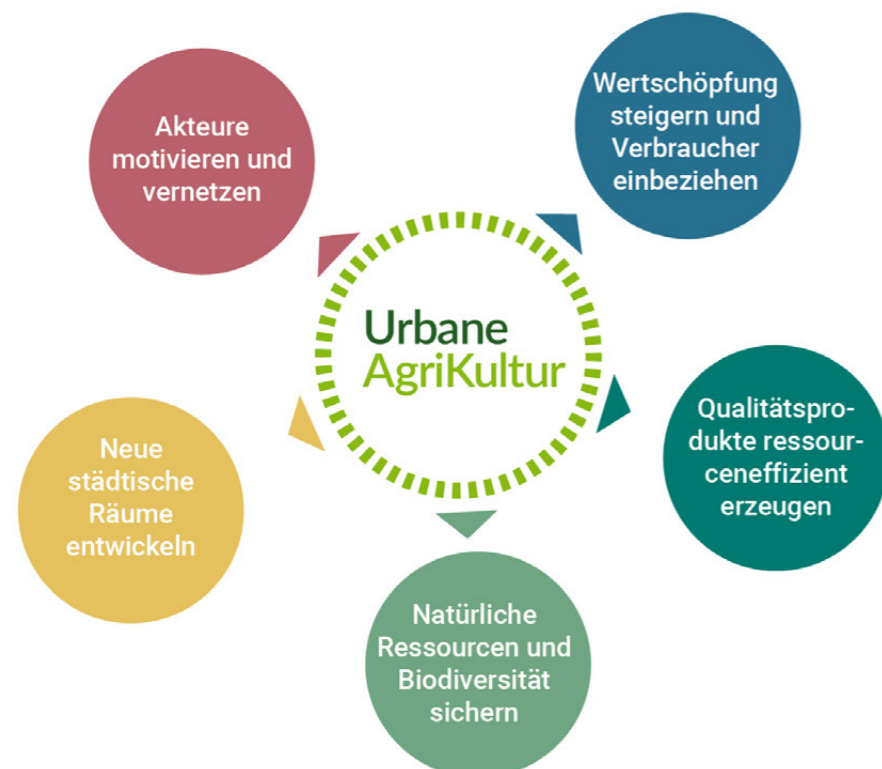 Akteure
motivieren und
vernetzen
Wertschöpfung
steigern und
Verbraucher
einbeziehen
Urbane
AgriKultur
Qualitätspro-
dukte ressour-
ceneffizient
erzeugen
Neue
städtische
Räume
entwickeln
Natürliche
Ressourcen und
Biodiversität
sichern